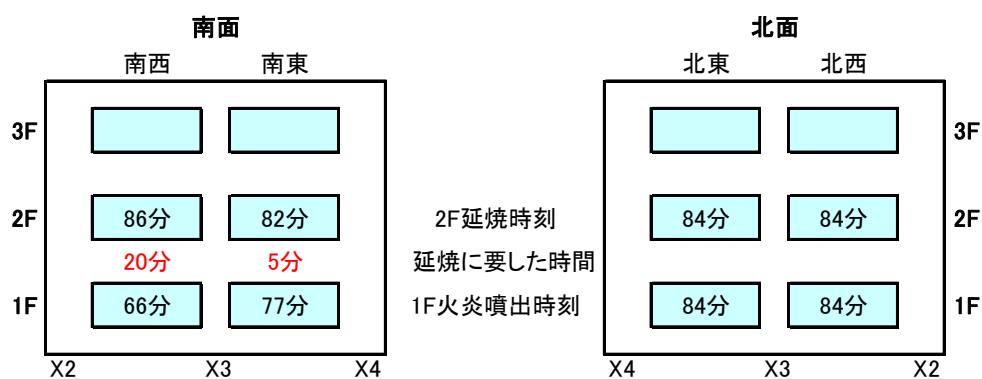 南面 北面
南西 南東 北東 北西
3F 3F
2F 86分 82分 2F延焼時刻 84分 84分 2F
20分 5分 延焼に要した時間
1F 66分 77分 1F火炎噴出時刻 84分 84分 1F
X2 X3 X4 X4 X3 X2